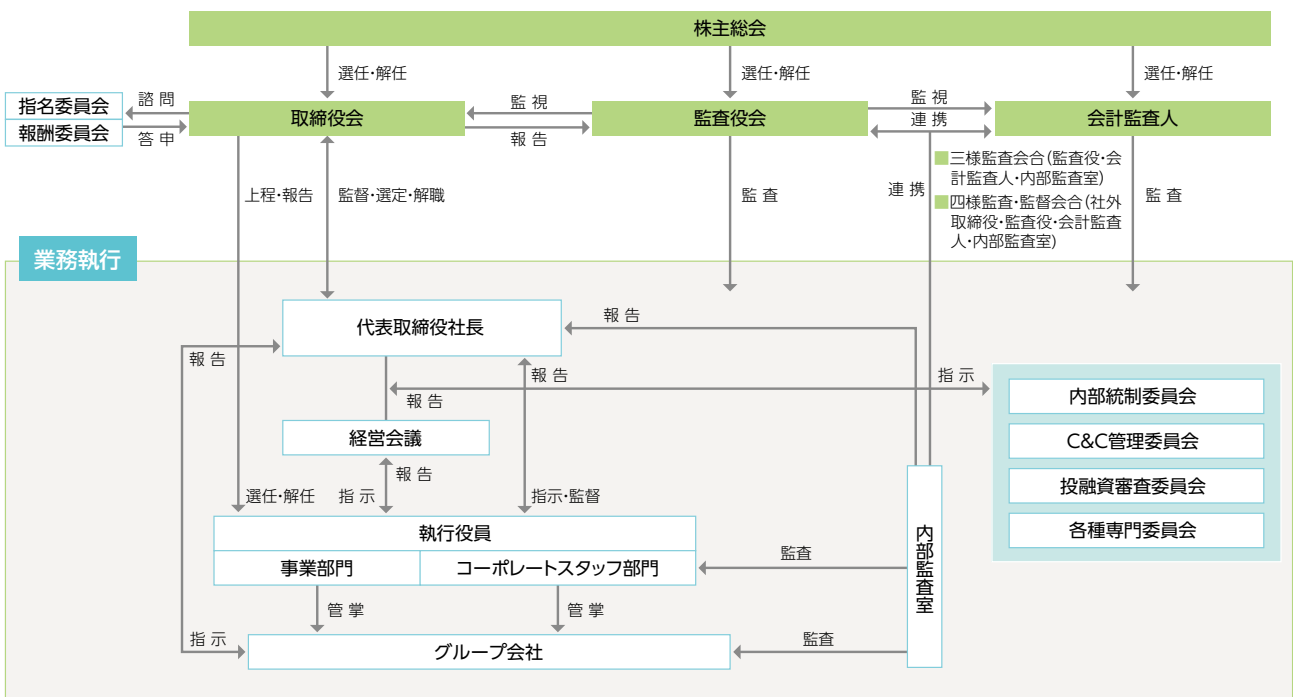 株主総会
選任・解任
選任・解任
選任・解任
指名委員会
報酬委員会
諮問
答申
取締役会
監視
報告
監査役会
監視
連携
会計監査人
上程・報告
監督・選定・解職
監査
連携
■三様監査会合(監査役・会
計監査人・内部監査室)
■四様監査・監督会合(社外
取締役・監査役・会計監査
人・内部監査室)
監査
業務執行
代表取締役社長
報告
報告
報告
報告
指示
経営会議
報告
選任・解任
指示
指示・監督
内部統制委員会
C&C管理委員会
投融資審査委員会
各種専門委員会
執行役員
事業部門
コーポレートスタッフ部門
監査
内部監査室
管掌
管掌
指示
グループ会社
監査